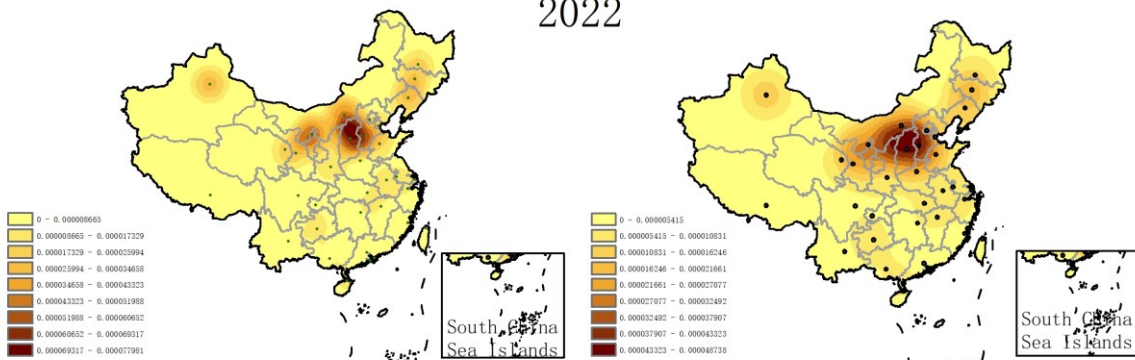 2022
0 - 0.000008665
0.000008665 - 0.000017329
0.000017329 - 0.000025994
0.000025994 - 0.000034658
0.000034658 - 0.000043323
0.000043323 - 0.000051988
0.000051988 - 0.000060652
0.000060652 - 0.000069317
0.000069317 - 0.000077981
South China
Sea Islands
0 - 0.000005415
0.000005415 - 0.000010831
0.000010831 - 0.000016246
0.000016246 - 0.000021661
0.000021661 - 0.000027077
0.000027077 - 0.000032492
0.000032492 - 0.000037907
0.000037907 - 0.000043323
0.000043323 - 0.000048738
South China
Sea Islands